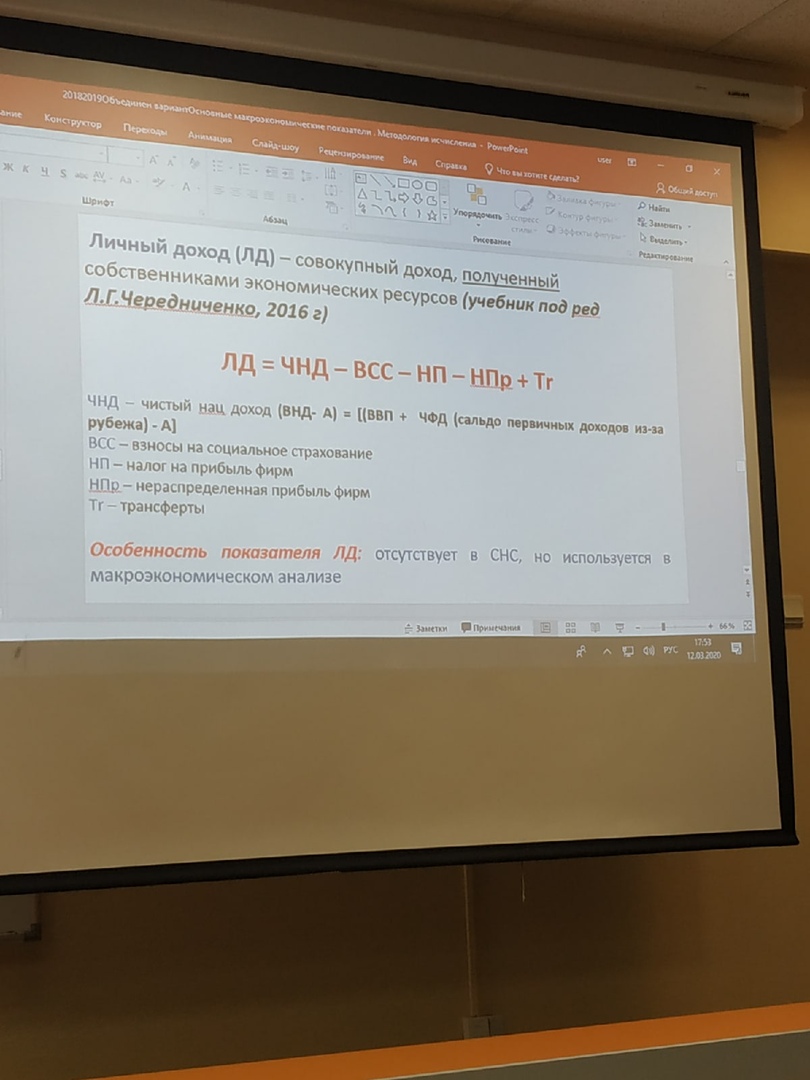 20182019Объединен вариантОсновные макроэкономические показатели . Методология исчисления - PowerPoint
user
ание Конструктор Переходы Анимация Слайд-шоу Рецензирование Вид Справка Что вы хотите сделать? Общий доступ
Ж К Ч S abc AV Aa А
Шрифт
Абзац
Упорядочить
Экспресс
стили
Заливка фигуры
Контур фигуры
Эффекты фигуры
Рисование
Найти
Заменить
Выделить
Редактирование
Личный доход (ЛД) – совокупный доход, полученный
собственниками экономических ресурсов (учебник под ред
Л.Г.Чередниченко, 2016 г)
ЛД = ЧНД – ВСС – НП – НПр + Tr
ЧНД – чистый нац доход (ВНД- А) = [(ВВП + ЧФД (сальдо первичных доходов из-за
рубежа) - А]
ВСС – взносы на социальное страхование
НП – налог на прибыль фирм
НПр – нераспределенная прибыль фирм
Tr – трансферты
Особенность показателя ЛД: отсутствует в СНС, но используется в
макроэкономическом анализе
Заметки Примечания 66 %
РУС
17:53
12.03.2020